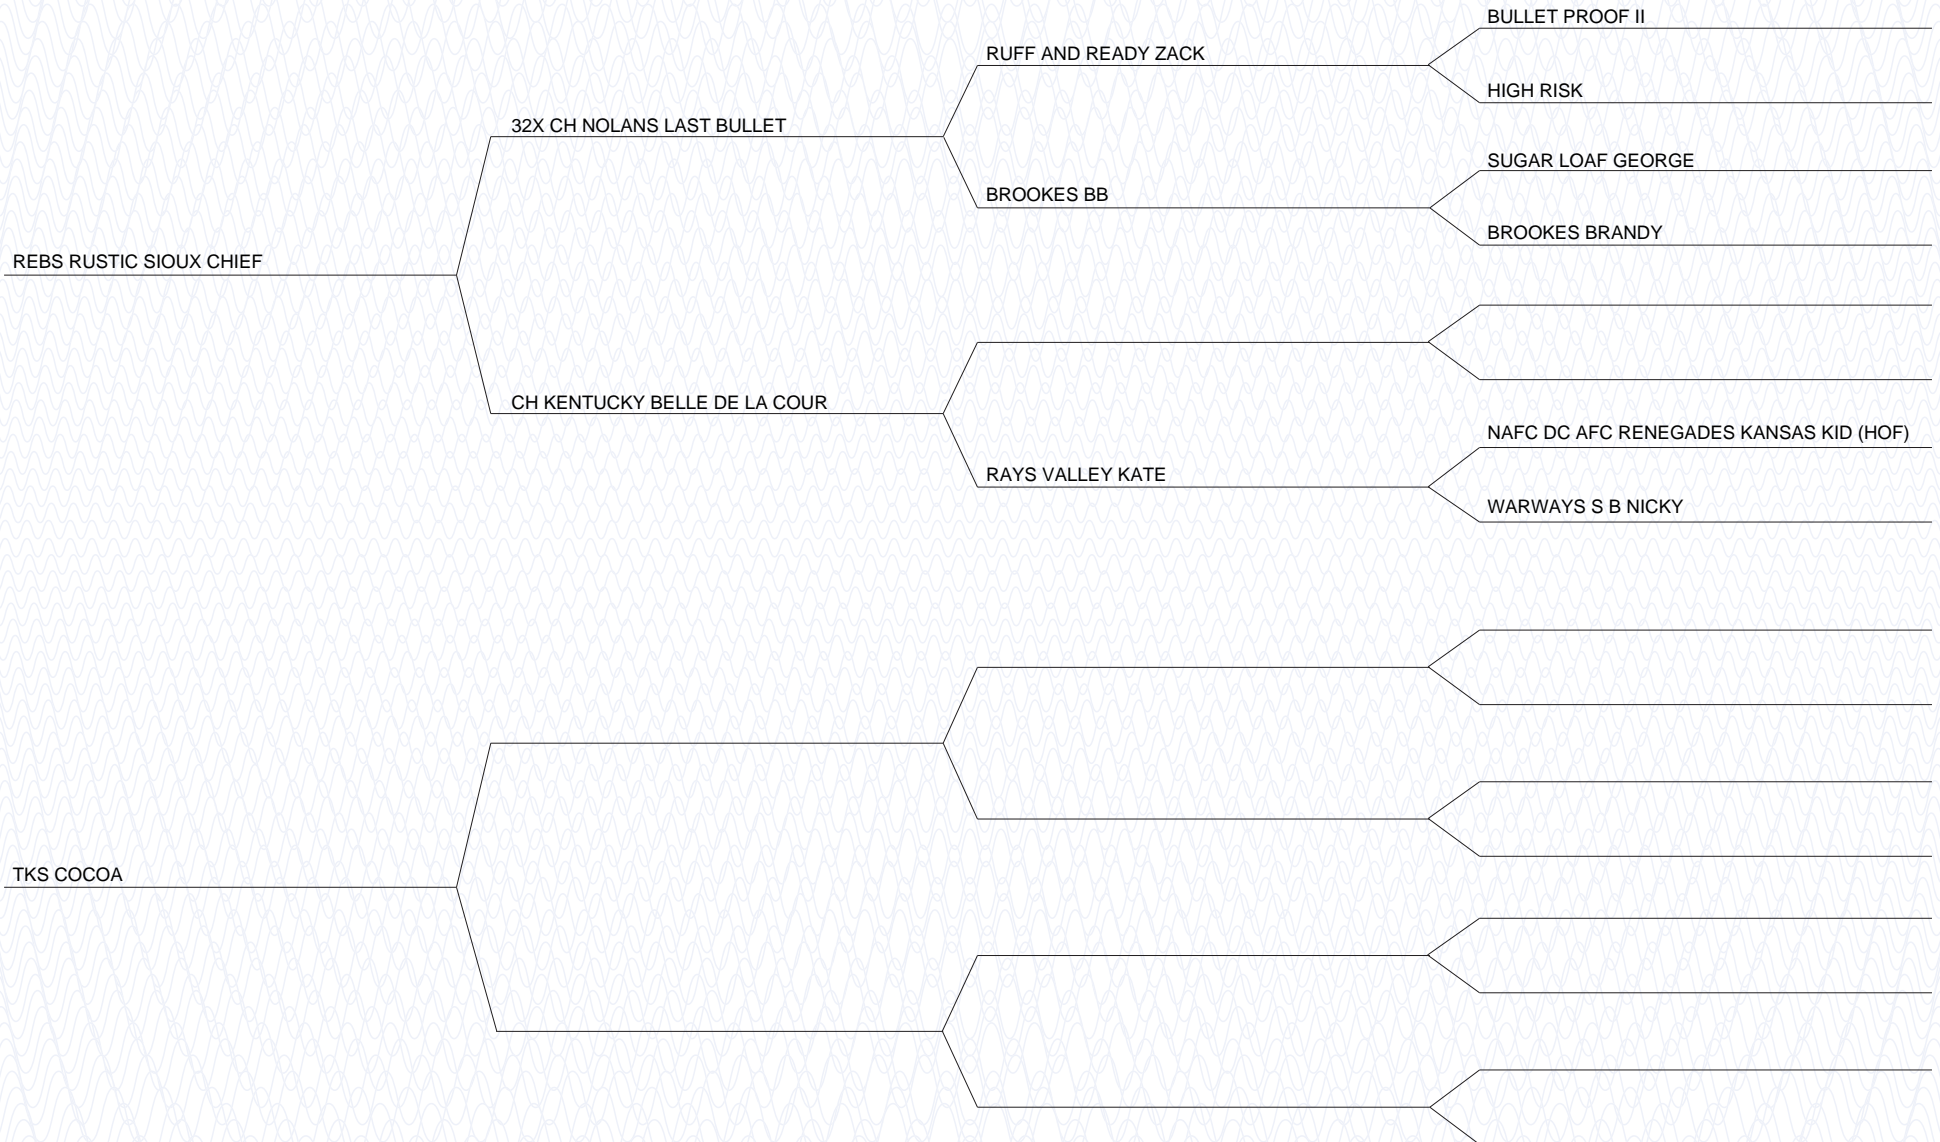 BULLET PROOF II
RUFF AND READY ZACK
HIGH RISK
32X CH NOLANS LAST BULLET
SUGAR LOAF GEORGE
BROOKES BB
BROOKES BRANDY
REBS RUSTIC SIOUX CHIEF
CH KENTUCKY BELLE DE LA COUR
NAFC DC AFC RENEGADES KANSAS KID (HOF)
RAYS VALLEY KATE
WARWAYS S B NICKY
TKS COCOA